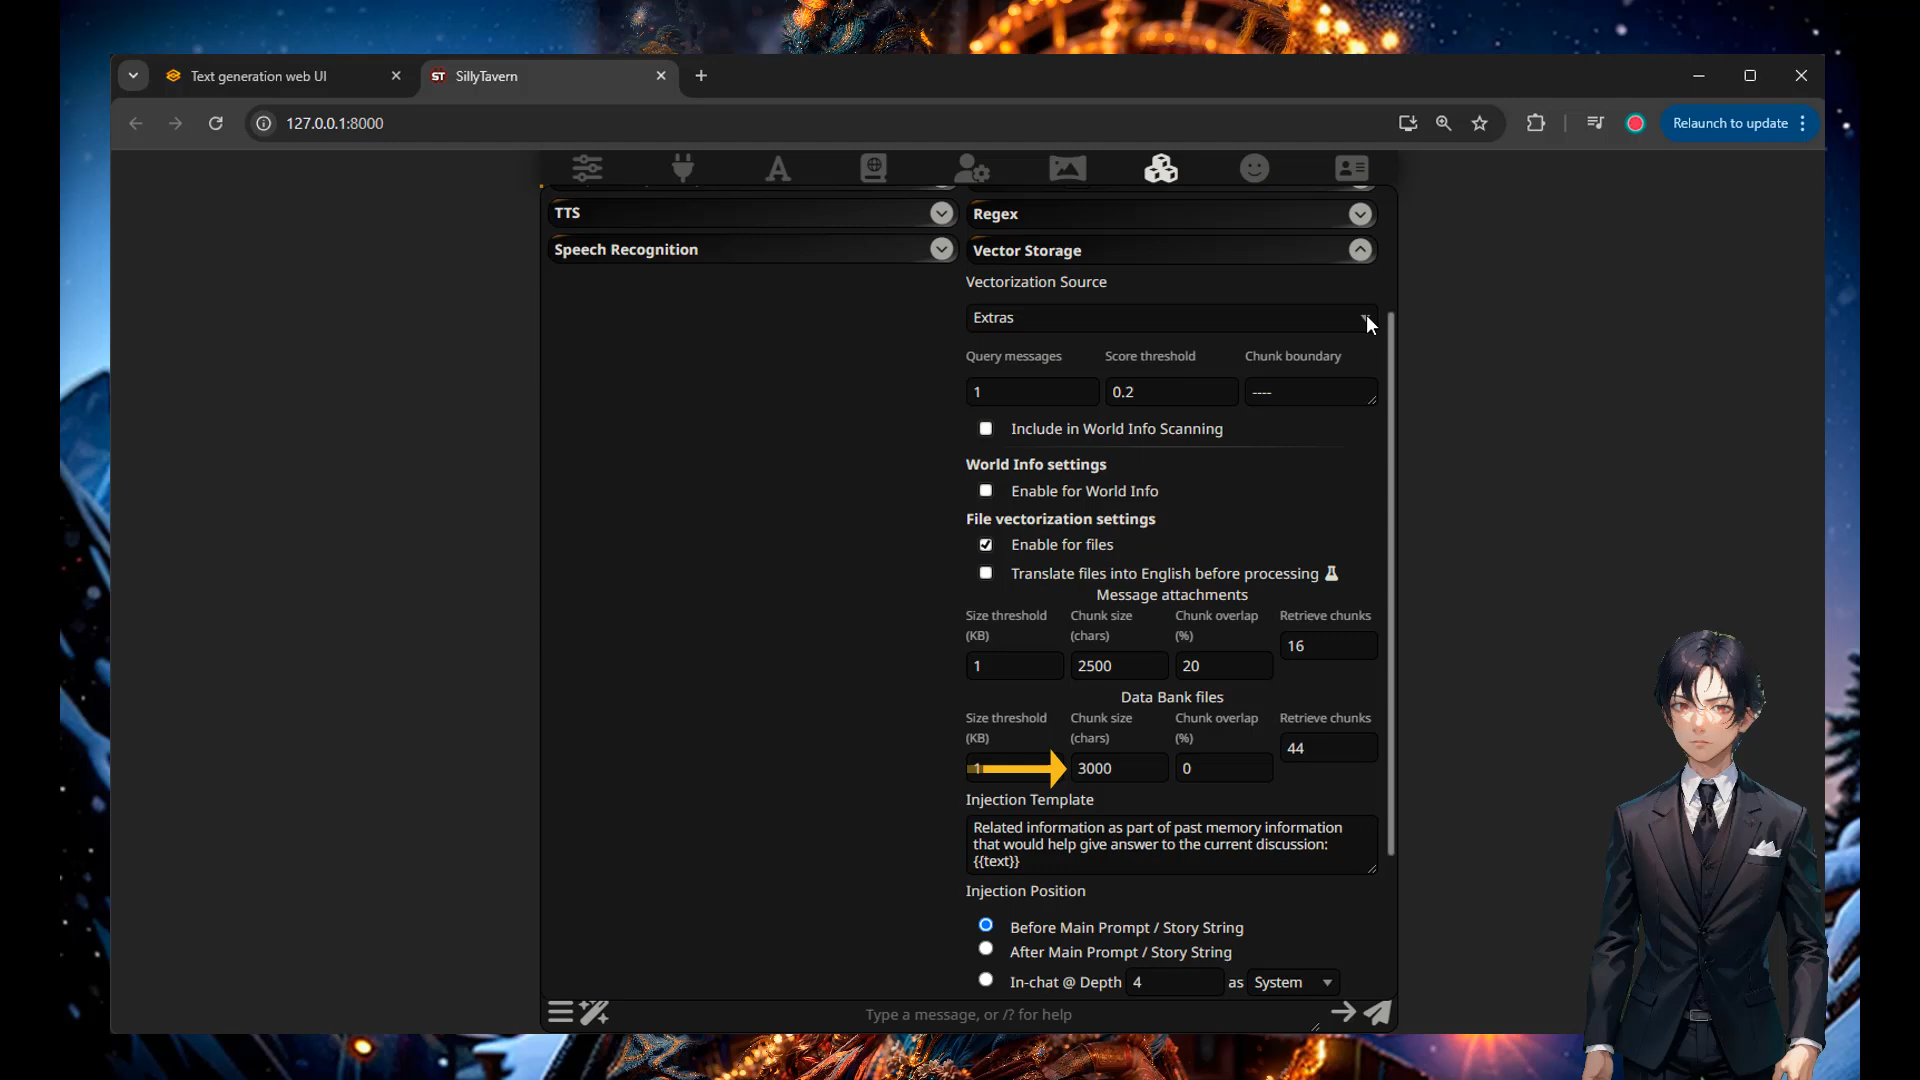 Text generation web UI
ST SillyTavern
127.0.0.1:8000
Relaunch to update
TTS
Regex
Speech Recognition
Vector Storage
Vectorization Source
Extras
Query messages Score threshold Chunk boundary
1 0.2 ----
Include in World Info Scanning
World Info settings
Enable for World Info
File vectorization settings
Enable for files
Translate files into English before processing
Message attachments
Size threshold (KB) Chunk size (chars) Chunk overlap (%) Retrieve chunks
1 2500 20 16
Data Bank files
Size threshold (KB) Chunk size (chars) Chunk overlap (%) Retrieve chunks
1 3000 0 44
Injection Template
Related information as part of past memory information
that would help give answer to the current discussion:
{{text}}
Injection Position
Before Main Prompt / Story String
After Main Prompt / Story String
In-chat @ Depth 4 as System
Type a message, or /? for help